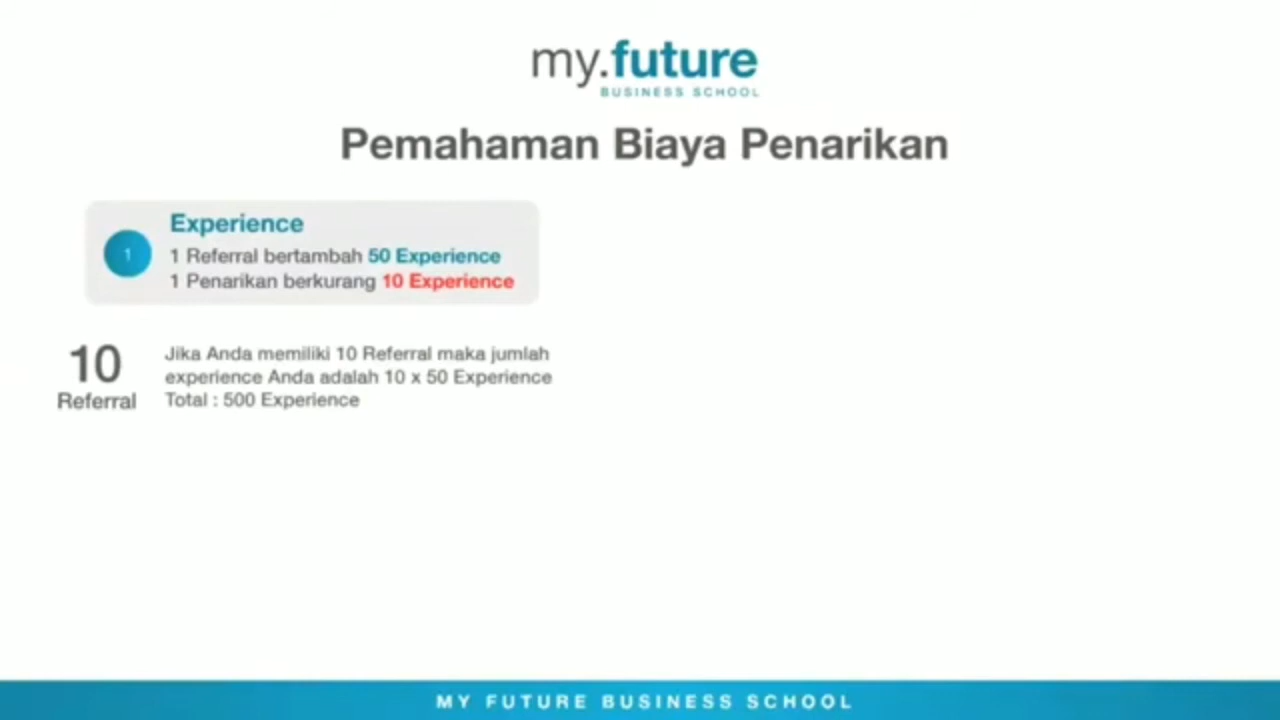 my.future
BUSINESS SCHOOL
Pemahaman Biaya Penarikan
1
Experience
1 Referral bertambah 50 Experience
1 Penarikan berkurang 10 Experience
10
Referral
Jika Anda memiliki 10 Referral maka jumlah
experience Anda adalah 10 x 50 Experience
Total : 500 Experience
MY FUTURE BUSINESS SCHOOL